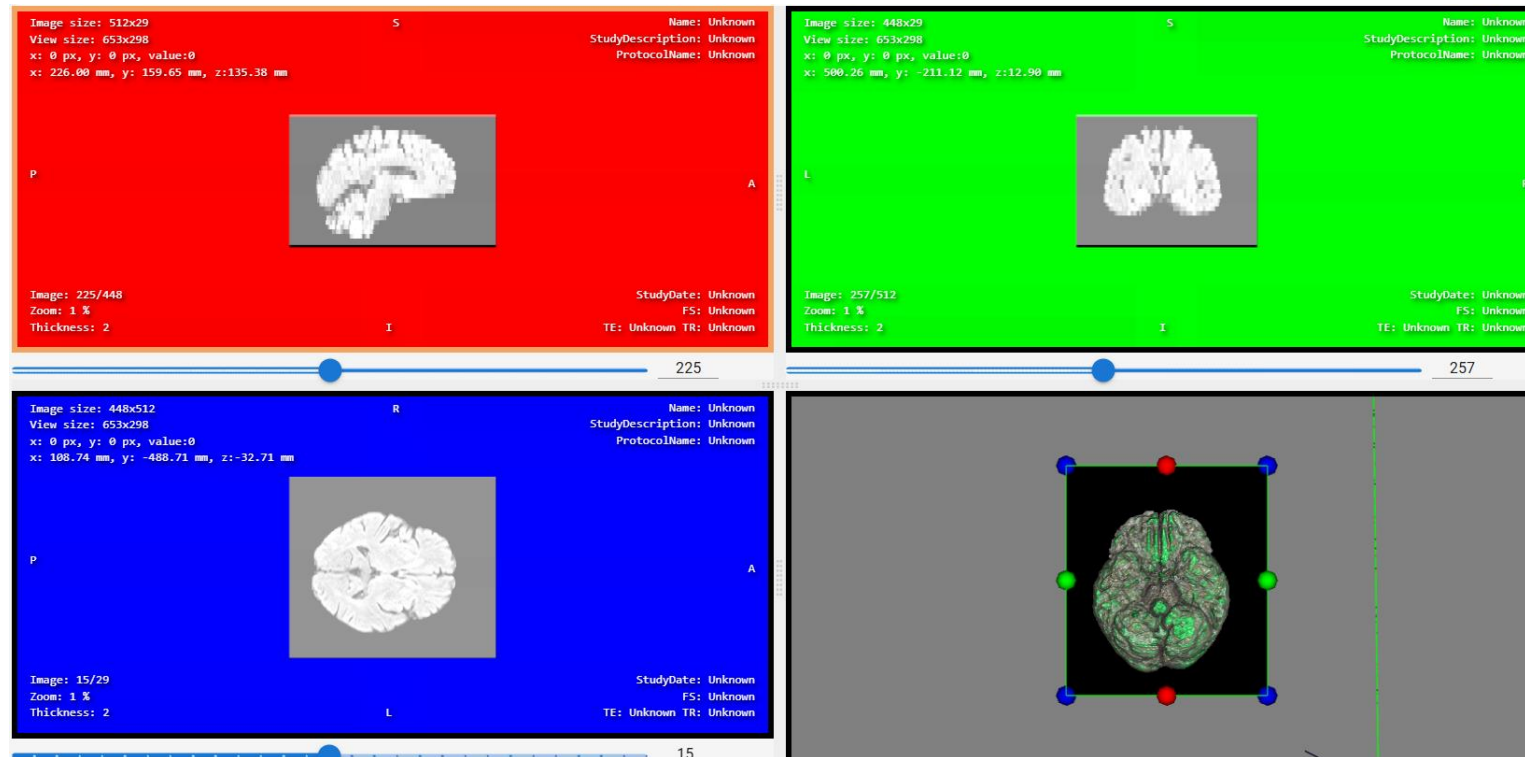 Image size: 512x29
S
Name: Unknown
View size: 653x298
StudyDescription: Unknown
x: 0 px, y: 0 px, value:0
ProtocolName: Unknown
x: 226.00 mm, y: 159.65 mm, z:135.38 mm
P
A
Image: 225/448
StudyDate: Unknown
Zoom: 1 %
FS: Unknown
Thickness: 2
I
TE: Unknown TR: Unknown
225
Image size: 448x29
S
Name: Unknown
View size: 653x298
StudyDescription: Unknown
x: 0 px, y: 0 px, value:0
ProtocolName: Unknown
x: 500.26 mm, y: -211.12 mm, z:12.90 mm
L
Image: 257/512
StudyDate: Unknown
Zoom: 1 %
FS: Unknown
Thickness: 2
I
TE: Unknown TR: Unknown
257
Image size: 448x512
R
Name: Unknown
View size: 653x298
StudyDescription: Unknown
x: 0 px, y: 0 px, value:0
ProtocolName: Unknown
x: 108.74 mm, y: -488.71 mm, z:-32.71 mm
P
A
Image: 15/29
StudyDate: Unknown
Zoom: 1 %
FS: Unknown
Thickness: 2
L
TE: Unknown TR: Unknown
15